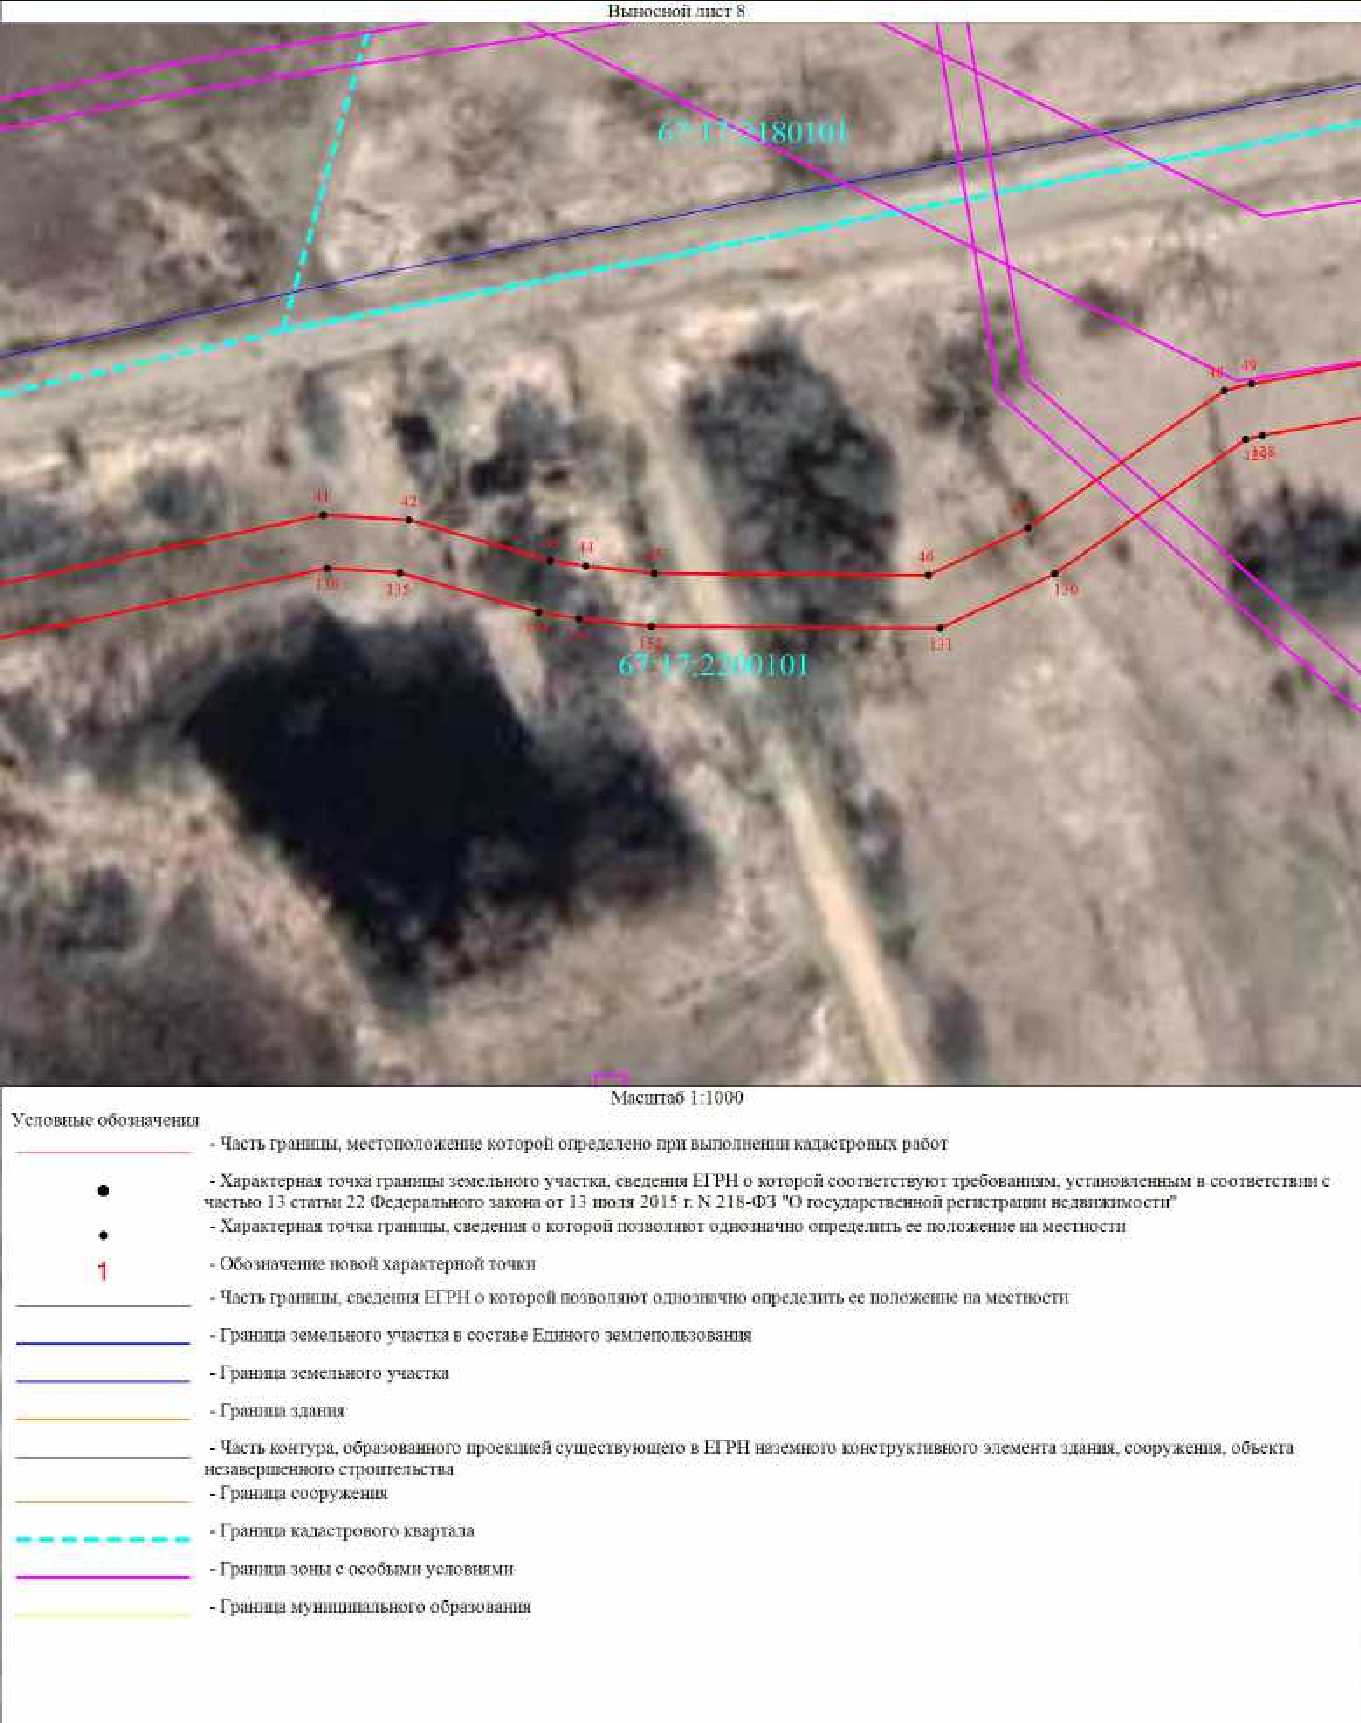 Выносной лист 8
67:17:2180101
49
41
42
44
46
135
130
131
67:17:2200101
Масштаб 1:1000
Условные обозначения
- Часть границы, местоположение которой определено при выполнении кадастровых работ
- Характерная точка границы земельного участка, сведения ЕГРН о которой соответствуют требованиям, установленным в соответствии с
частью 13 статьи 22 Федерального закона от 13 июля 2015 г. N 218-ФЗ "О государственной регистрации недвижимости"
- Характерная точка границы, сведения о которой позволяют однозначно определить ее положение на местности
1
- Обозначение новой характерной точки
- Часть границы, сведения ЕГРН о которой позволяют однозначно определить ее положение на местности
- Граница земельного участка в составе Единого землепользования
- Граница земельного участка
- Граница здания
- Часть контура, образованного проекцией существующего в ЕГРН наземного конструктивного элемента здания, сооружения, объекта
незавершенного строительства
- Граница сооружения
- Граница кадастрового квартала
- Граница зоны с особыми условиями
- Граница муниципального образования